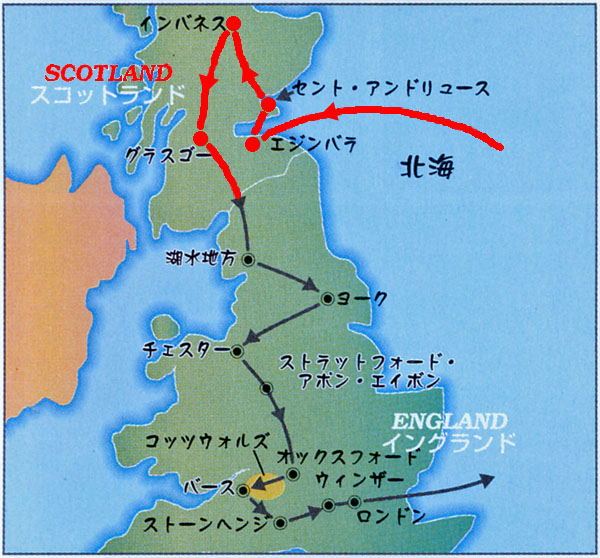 インバネス
SCOTLAND
スコットランド
セント・アンドリュース
グラスゴー
エジンバラ
北海
湖水地方
ヨーク
チェスター
ストラットフォード・
アポン・エイボン
ENGLAND
イングランド
コッツウォルズ
オックスフォード
バース
ウィンザー
ストーンヘンジ
ロンドン